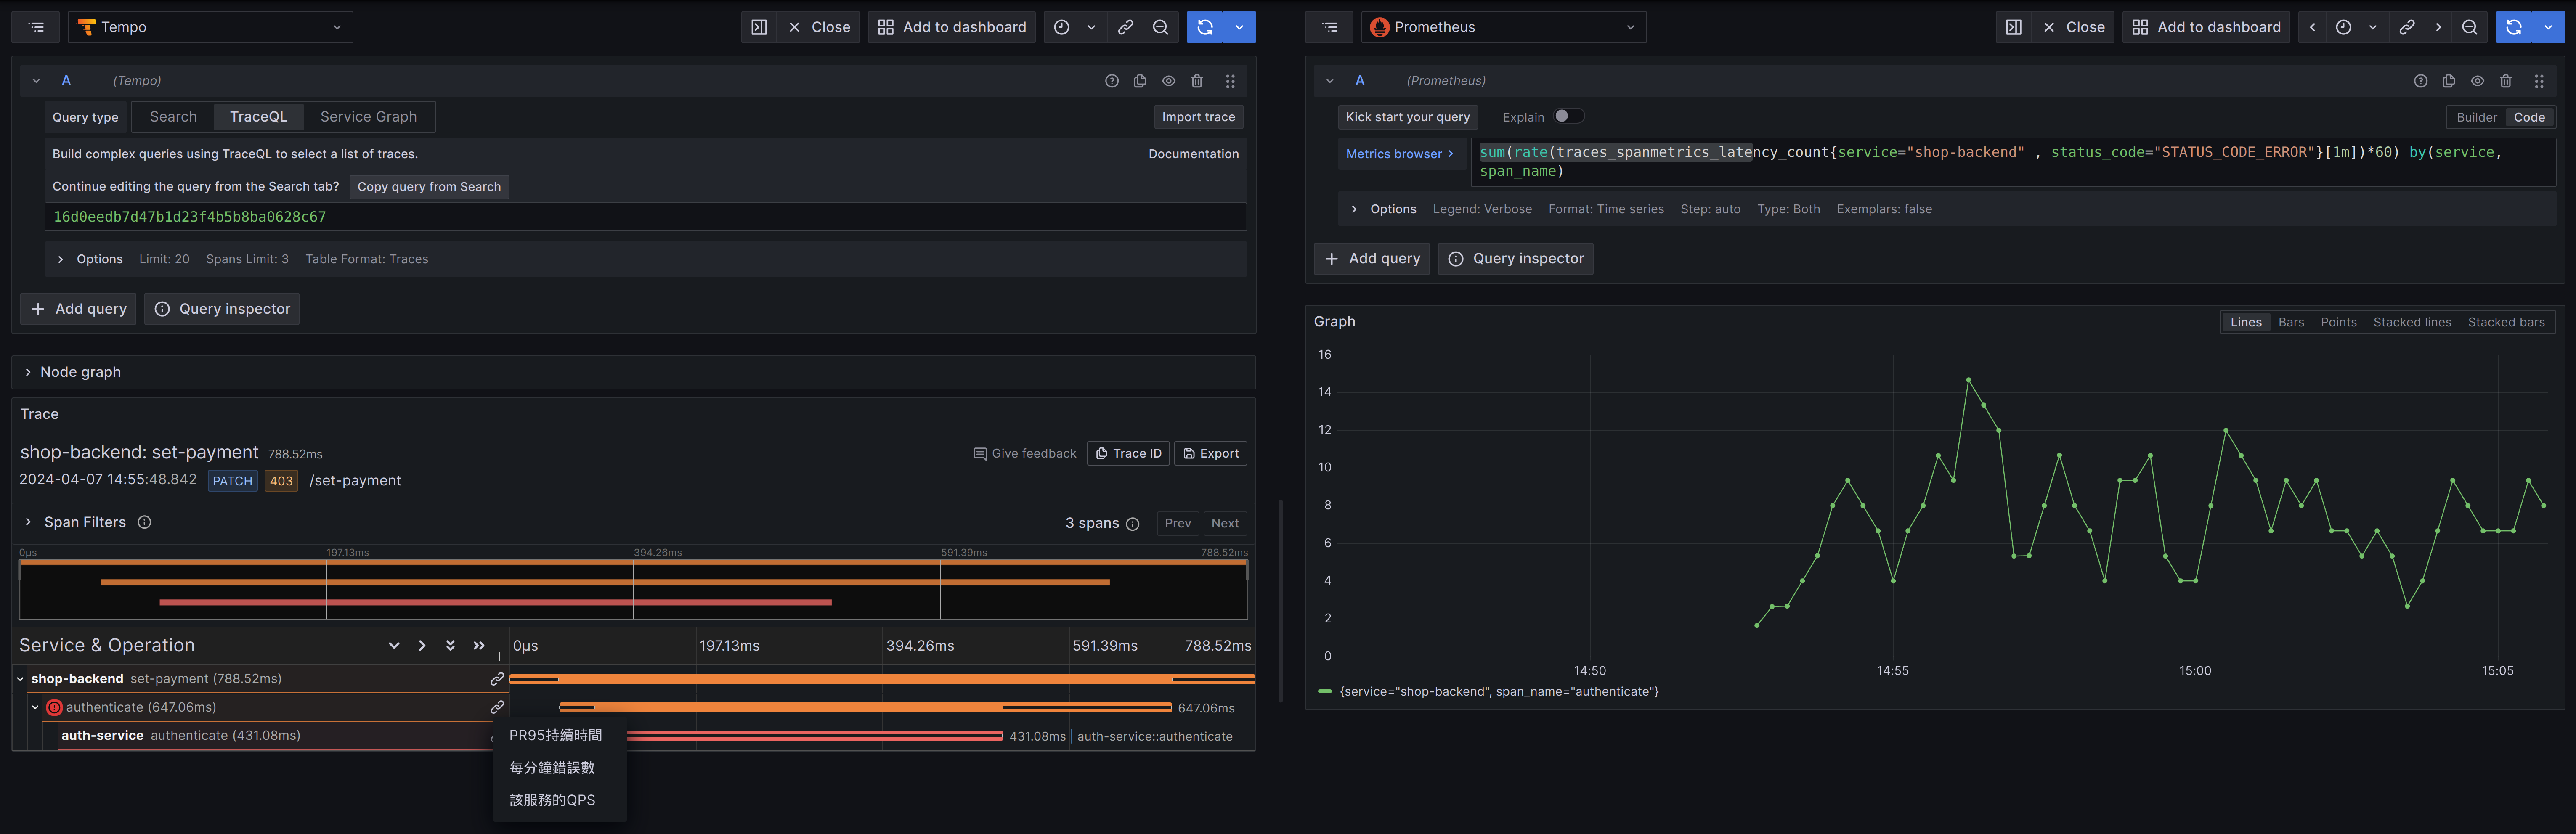 Tempo
Close
Add to dashboard
A
(Tempo)
Query type
Search
TraceQL
Service Graph
Import trace
Build complex queries using TraceQL to select a list of traces.
Documentation
Continue editing the query from the Search tab?
Copy query from Search
16d0eedb7d47b1d23f4b5b8ba0628c67
Options Limit: 20 Spans Limit: 3 Table Format: Traces
Add query
Query inspector
Node graph
Trace
shop-backend: set-payment 788.52ms
Give feedback
Trace ID
Export
2024-04-07 14:55:48.842 PATCH 403 /set-payment
Span Filters
3 spans
Prev
Next
0μs 197.13ms 394.26ms 591.39ms 788.52ms
Service & Operation
0μs 197.13ms 394.26ms 591.39ms 788.52ms
shop-backend set-payment (788.52ms)
authenticate (647.06ms)
647.06ms
auth-service authenticate (431.08ms)
431.08ms | auth-service::authenticate
PR95持續時間
每分鐘錯誤數
該服務的QPS
Prometheus
Close
Add to dashboard
A
(Prometheus)
Kick start your query
Explain
Builder
Code
Metrics browser
sum(rate(traces_spanmetrics_latency_count{service="shop-backend" , status_code="STATUS_CODE_ERROR"}[1m])*60) by(service,
span_name)
Options Legend: Verbose Format: Time series Step: auto Type: Both Exemplars: false
Add query
Query inspector
Graph
Lines
Bars
Points
Stacked lines
Stacked bars
16
14
12
10
8
6
4
2
0
14:50 14:55 15:00 15:05
{service="shop-backend", span_name="authenticate"}